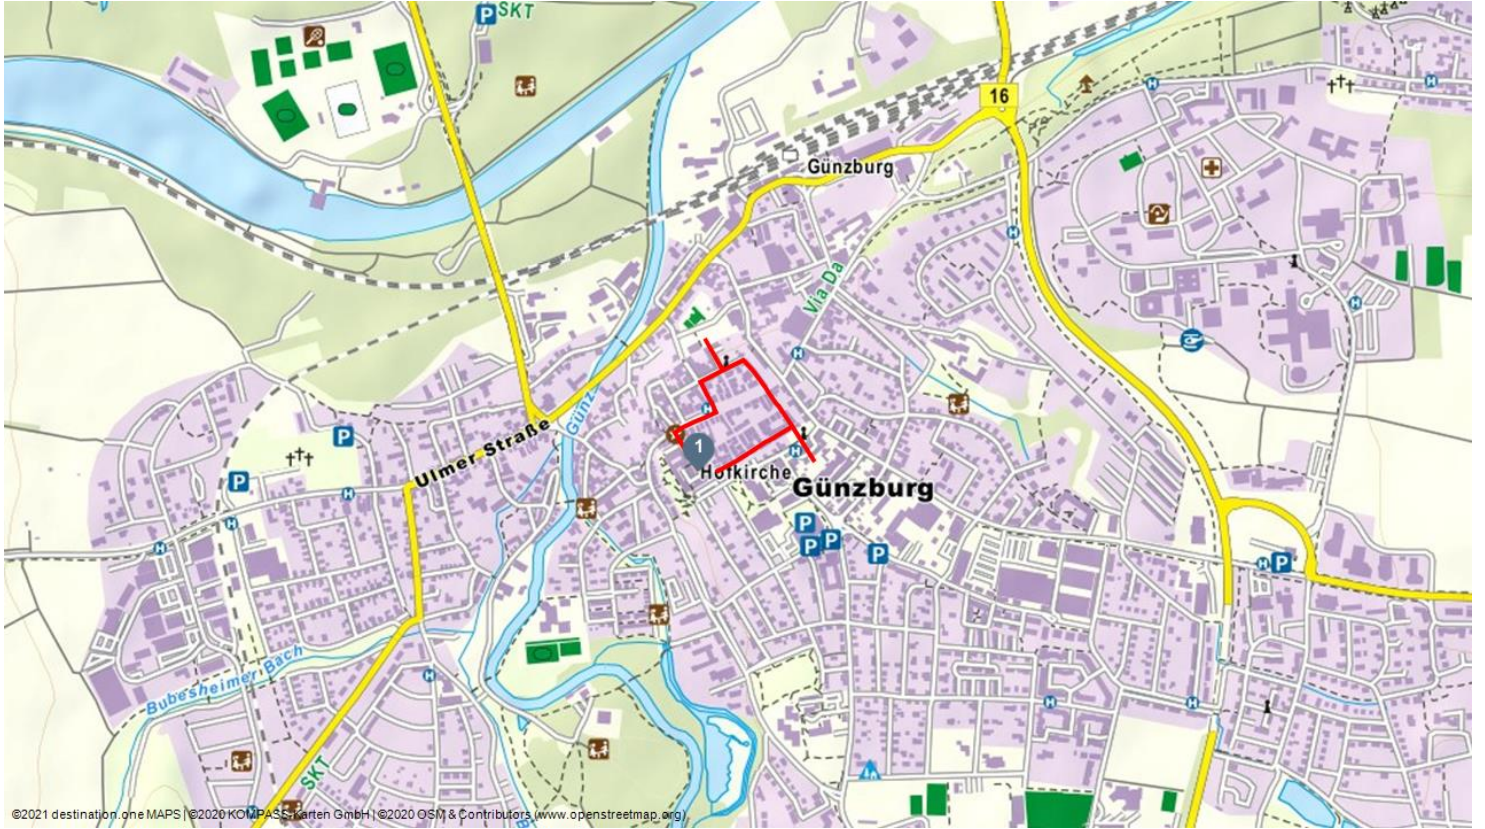 P SKT
16
Günzburg
Via Da
Günz
Ulmer Straße
1
Hofkirche
Günzburg
P
P
P
P
P
P
P
Bubesheimer Bach
SKT
©2021 destination.one MAPS | ©2020 KOMPASS-Karten GmbH | ©2020 OSM & Contributors (www.openstreetmap.org)